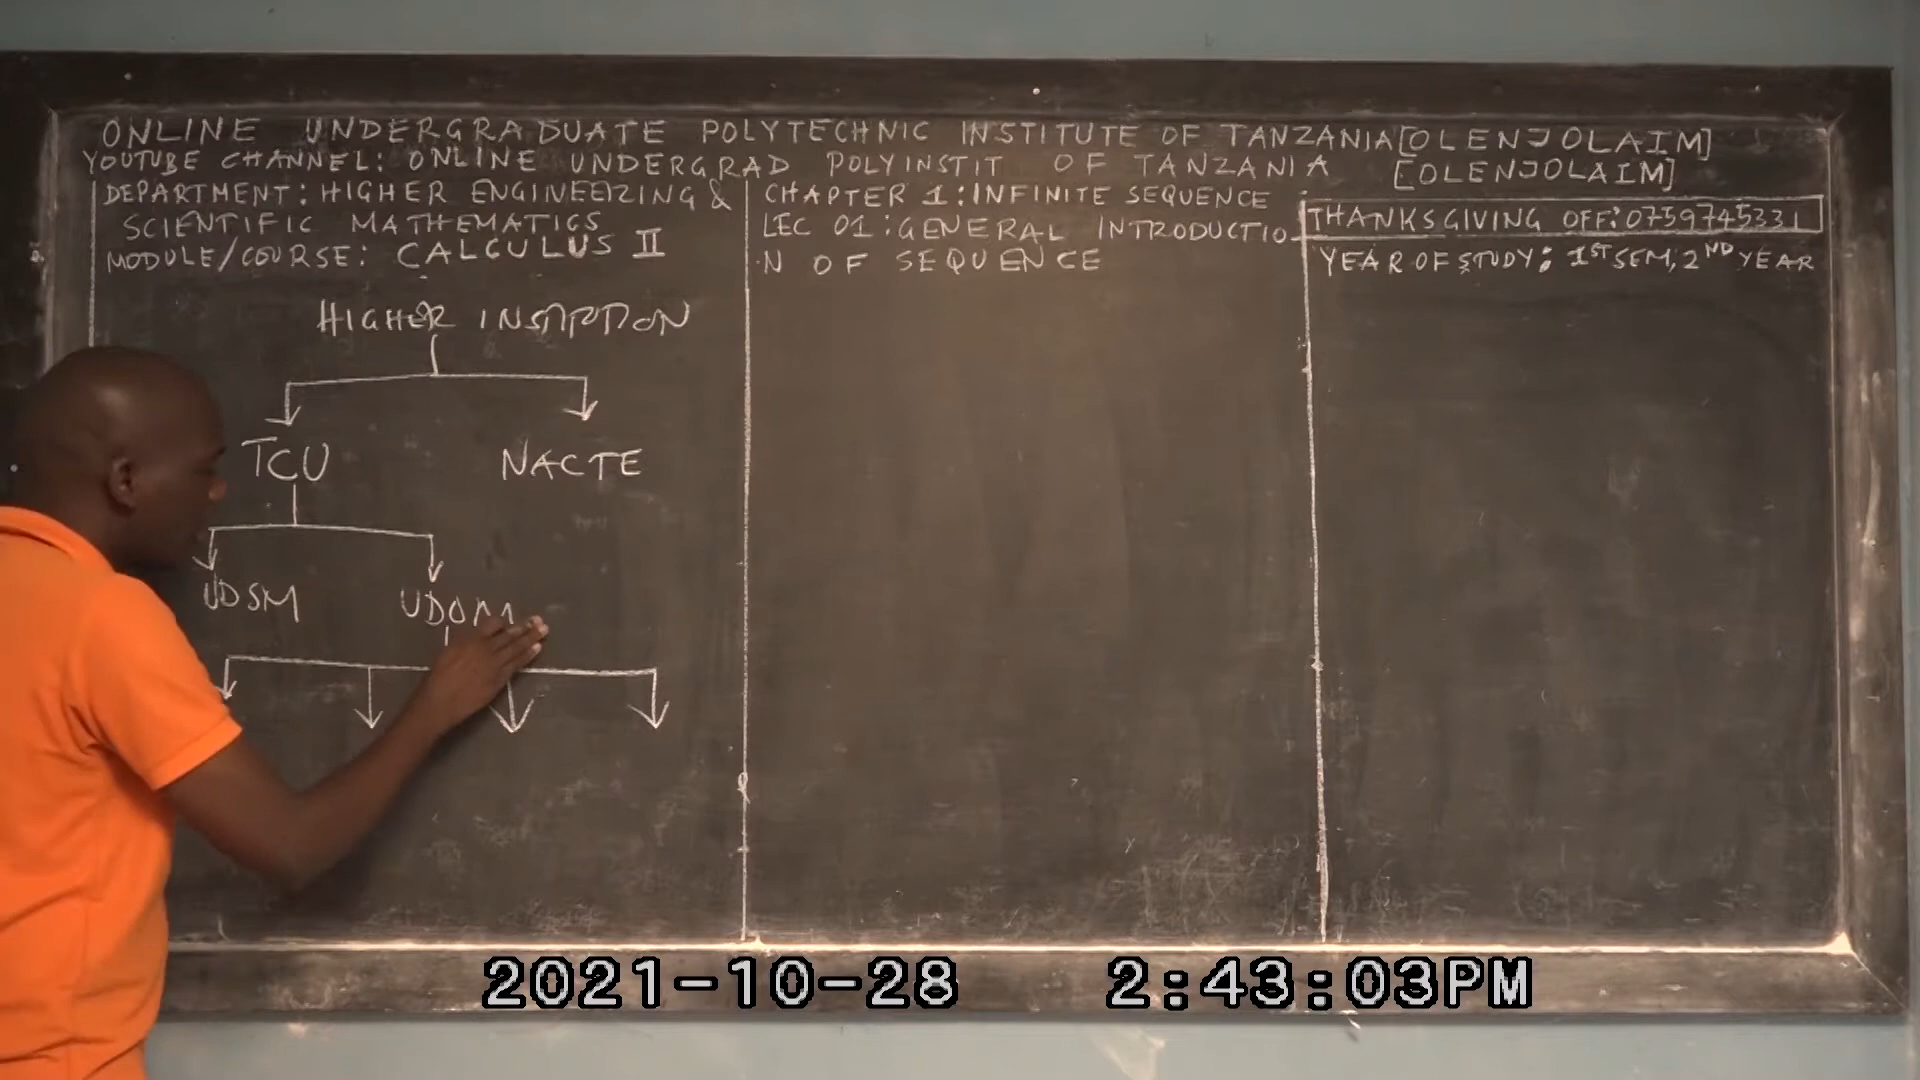 ONLINE UNDERGRADUATE POLYTECHNIC INSTITUTE OF TANZANIA[OLENJOLAIM]
YOUTUBE CHANNEL: ONLINE UNDERGRAD POLYINSTIT OF TANZANIA [OLENJOLAIM]
DEPARTMENT: HIGHER ENGINEERING &
SCIENTIFIC MATHEMATICS
MODULE/COURSE: CALCULUS II
HIGHER
TCU NACTE
UDSM UDOM
CHAPTER 1: INFINITE SEQUENCE
LEC 01: GENERAL INTRODUCTIO
N OF SEQUENCE
THANKSGIVING OFF: 0759745331
YEAR OF STUDY: 1ST SEM, 2ND YEAR
2021-10-28 2:43:03PM